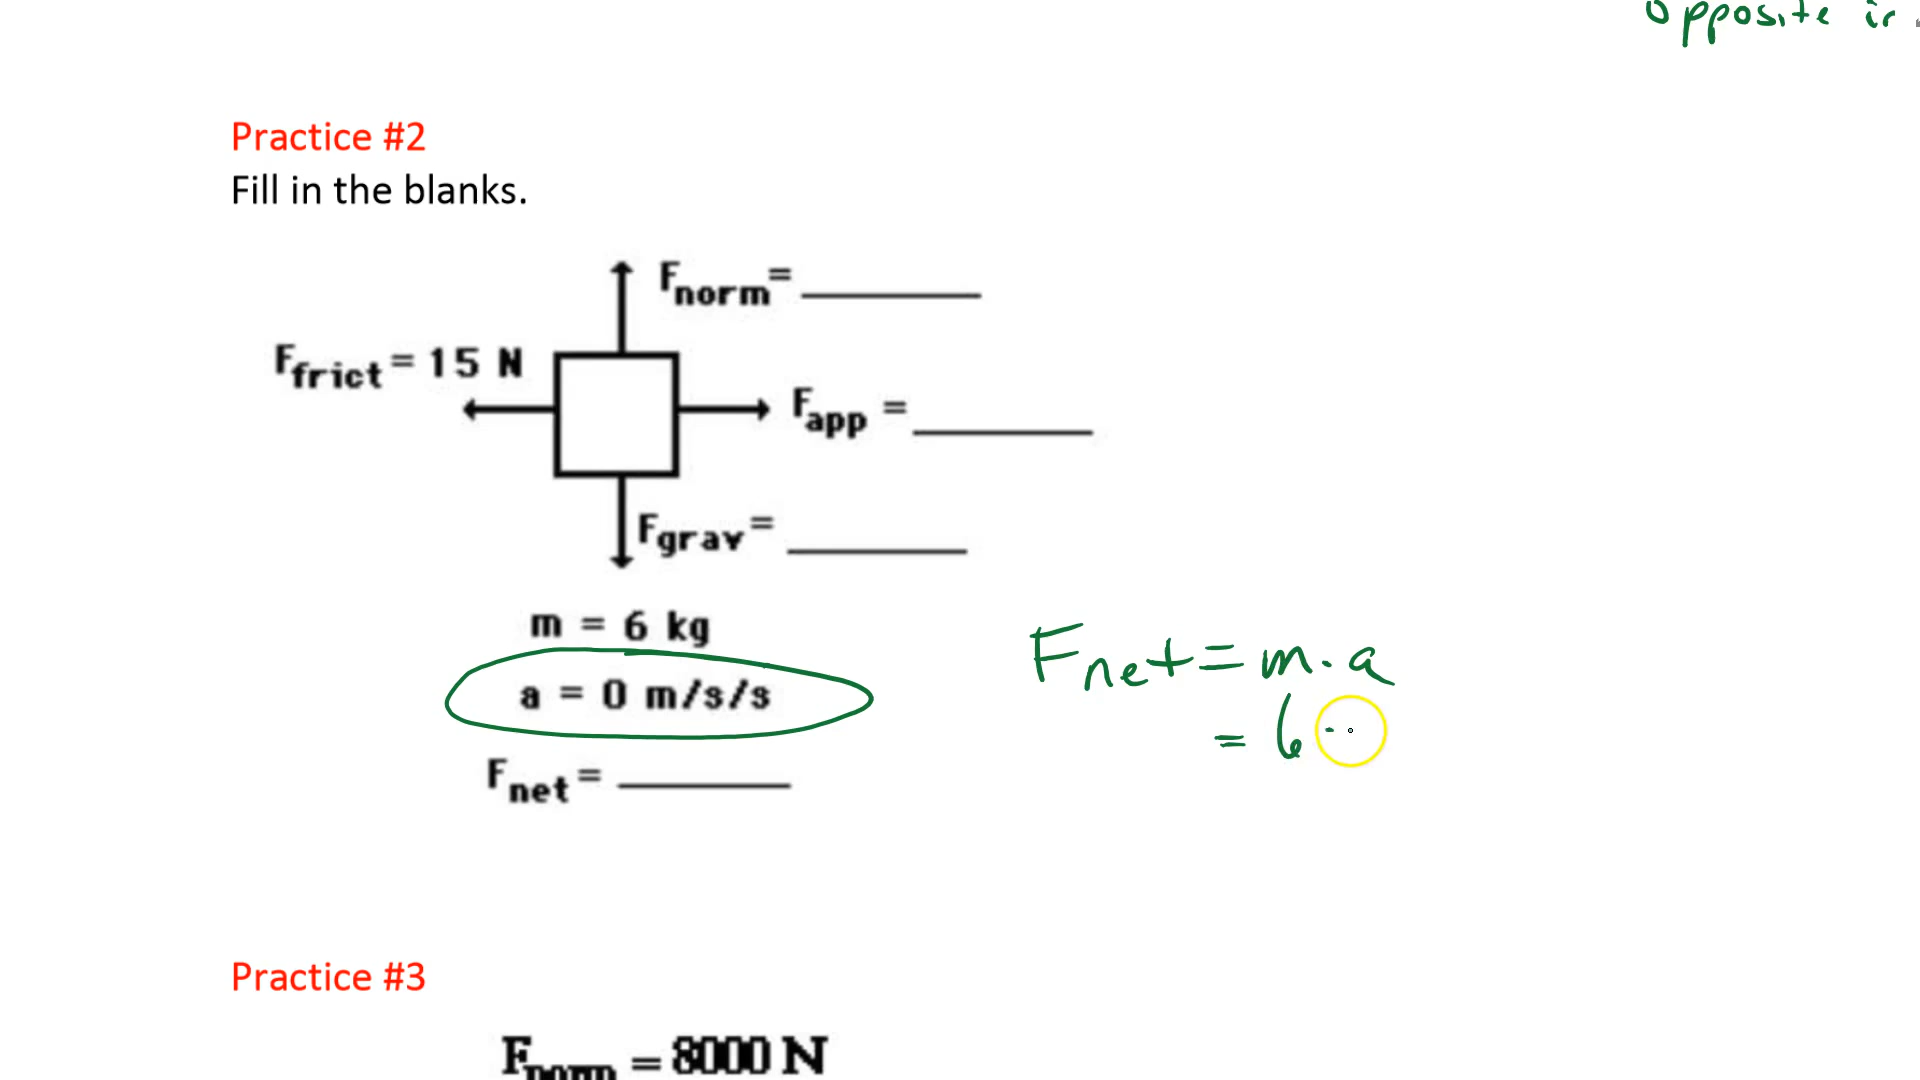 opposite in
Practice #2
Fill in the blanks.
Fnorm=
Ffrict = 15 N
Fapp =
Fgrav=
m = 6 kg
Fnet = m · a
a = 0 m/s/s
= 6 ·
Fnet =
Practice #3
Fnorm = 8000 N